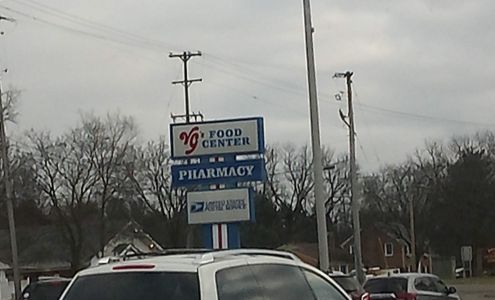 VG's FOOD
CENTER
PHARMACY
UNITED STATES
POSTAL SERVICE